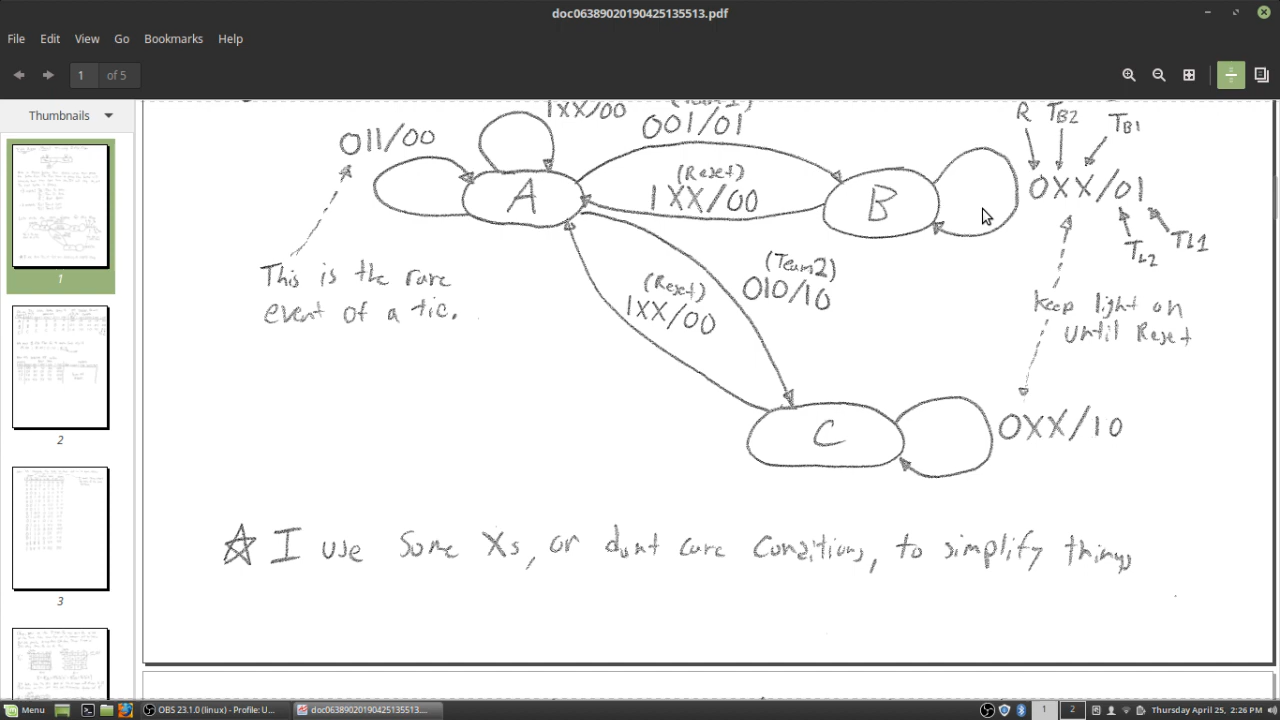 doc06389020190425135513.pdf
File Edit View Go Bookmarks Help
1 of 5
Thumbnails
1
2
3
1XX/00
(Team1)
001/01
011/00
R TB2 TB1
A
(Reset)
1XX/00
B
0XX/01
TL2 TL1
This is the rare
event of a tie.
(Reset)
1XX/00
(Team2)
010/10
keep light on
until Reset
C
0XX/10
☆ I use some Xs, or dont care conditions, to simplify things
Menu
OBS 23.1.0 (linux) - Profile: U...
doc06389020190425135513....
1 2
Thursday April 25, 2:26 PM